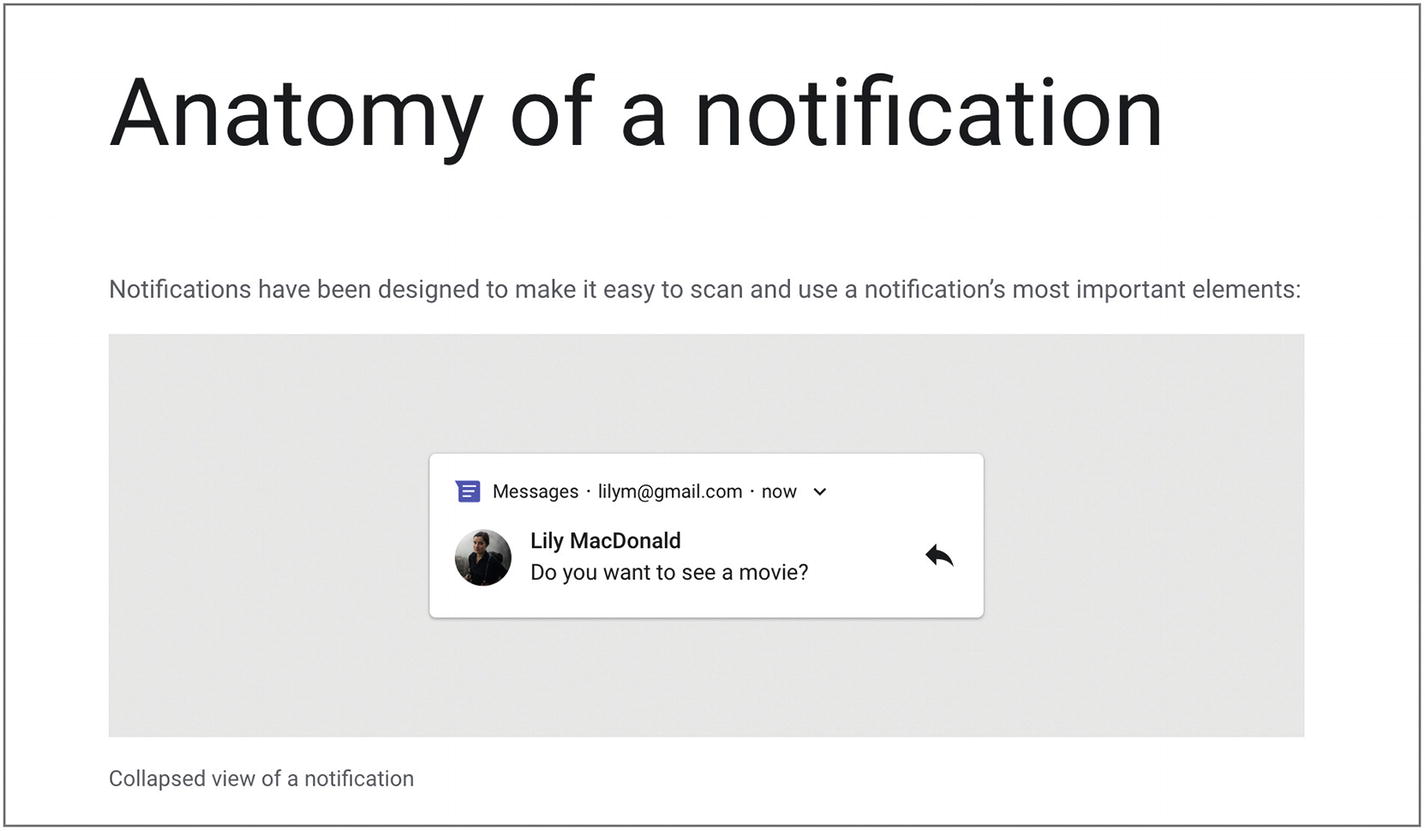 Anatomy of a notification
Notifications have been designed to make it easy to scan and use a notification’s most important elements:
Messages · lilym@gmail.com · now
Lily MacDonald
Do you want to see a movie?
Collapsed view of a notification